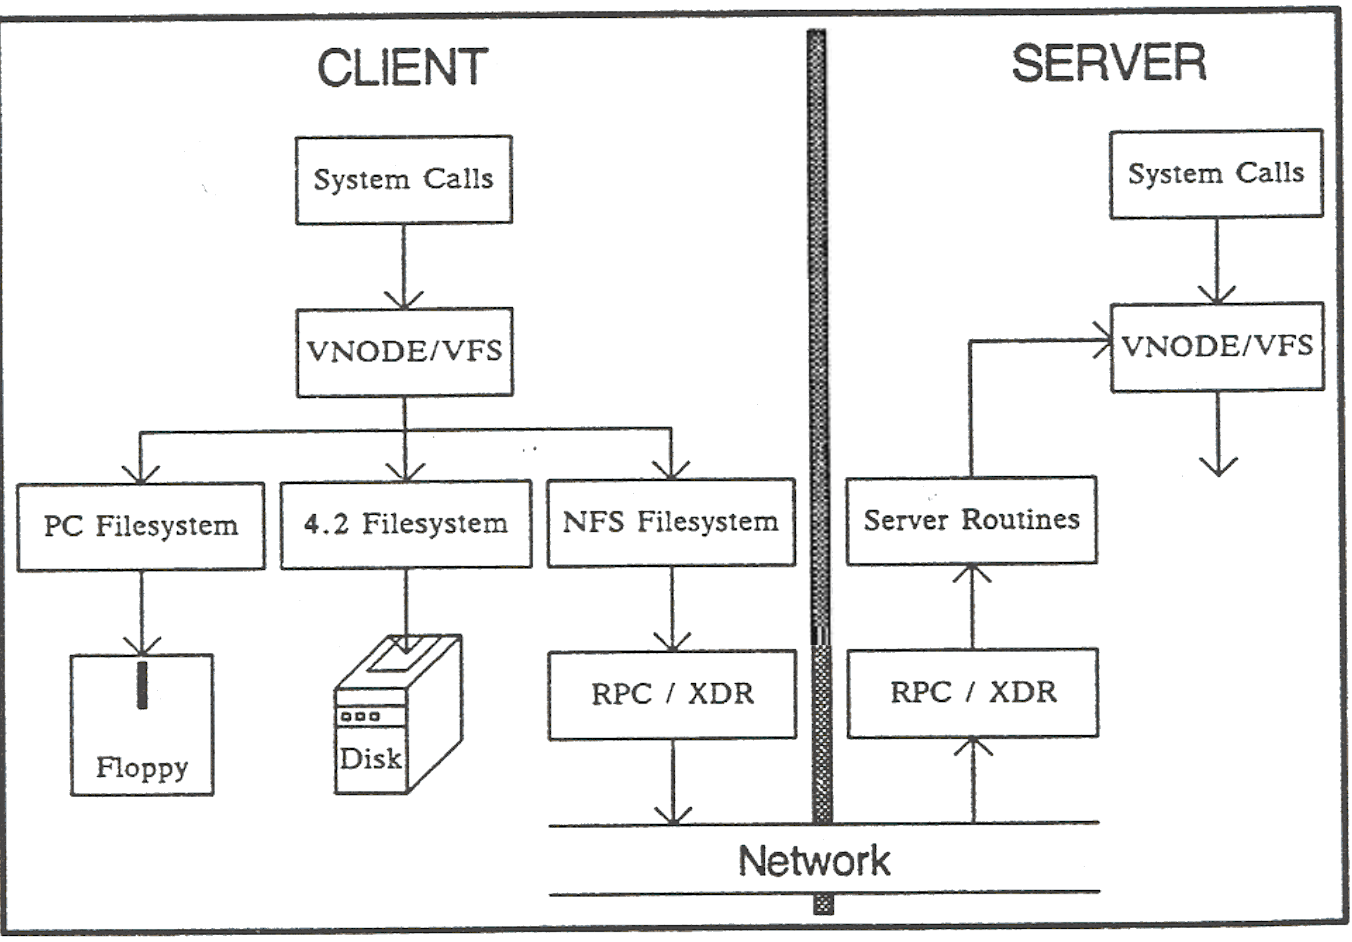 CLIENT
SERVER
System Calls
System Calls
VNODE/VFS
VNODE/VFS
PC Filesystem
4.2 Filesystem
NFS Filesystem
Server Routines
RPC / XDR
RPC / XDR
Floppy
Disk
Network